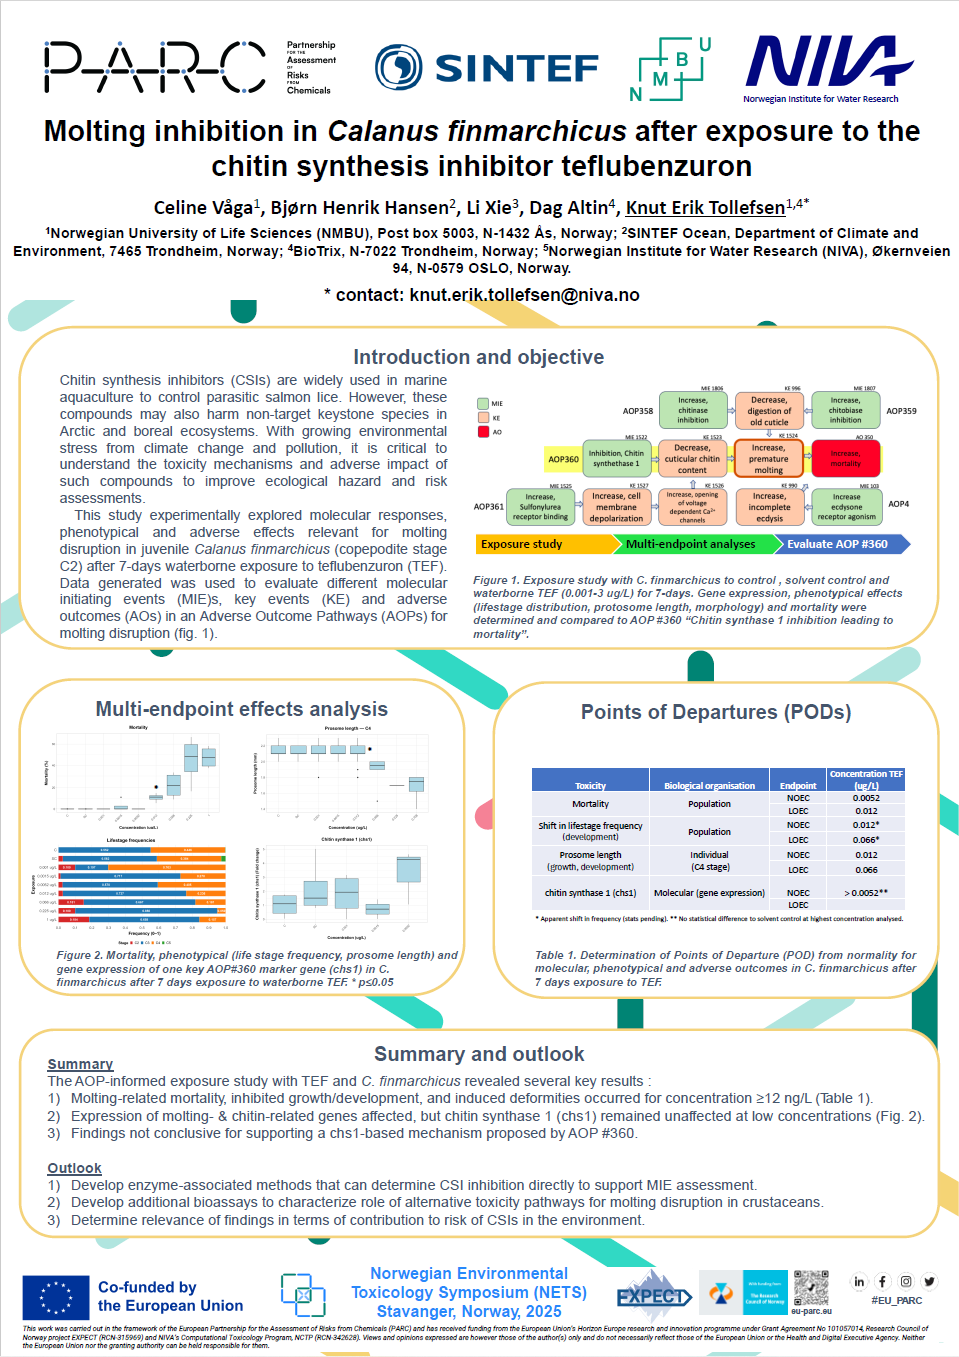 PARC
Partnership
FOR THE
Assessment
OF
Risks
FROM
Chemicals
SINTEF
NMBU
NIVA
Norwegian Institute for Water Research
Molting inhibition in Calanus finmarchicus after exposure to the
chitin synthesis inhibitor teflubenzuron
Celine Våga1, Bjørn Henrik Hansen2, Li Xie3, Dag Altin4, Knut Erik Tollefsen1,4*
1Norwegian University of Life Sciences (NMBU), Post box 5003, N-1432 Ås, Norway; 2SINTEF Ocean, Department of Climate and
Environment, 7465 Trondheim, Norway; 4BioTrix, N-7022 Trondheim, Norway; 5Norwegian Institute for Water Research (NIVA), Økernveien
94, N-0579 OSLO, Norway.
* contact: knut.erik.tollefsen@niva.no
Introduction and objective
Chitin synthesis inhibitors (CSIs) are widely used in marine
aquaculture to control parasitic salmon lice. However, these
compounds may also harm non-target keystone species in
Arctic and boreal ecosystems. With growing environmental
stress from climate change and pollution, it is critical to
understand the toxicity mechanisms and adverse impact of
such compounds to improve ecological hazard and risk
assessments.
This study experimentally explored molecular responses,
phenotypical and adverse effects relevant for molting
disruption in juvenile Calanus finmarchicus (copepodite stage
C2) after 7-days waterborne exposure to teflubenzuron (TEF).
Data generated was used to evaluate different molecular
initiating events (MIE)s, key events (KE) and adverse
outcomes (AOs) in an Adverse Outcome Pathways (AOPs) for
molting disruption (fig. 1).
MIE
KE
AO
MIE 1806
KE 996
MIE 1807
AOP358
Increase, chitinase inhibition
Decrease, digestion of old cuticle
Increase, chitobiase inhibition
AOP359
MIE 1522
KE 1523
KE 1524
AO 350
AOP360
Inhibition, Chitin synthethase 1
Decrease, cuticular chitin content
Increase, premature molting
Increase, mortality
MIE 1525
KE 1527
KE 1526
KE 990
MIE 103
AOP361
Increase, Sulfonylurea receptor binding
Increase, cell membrane depolarization
Increase, opening of voltage dependent Ca2+ channels
Increase, incomplete ecdysis
Increase ecdysone receptor agonism
AOP4
Exposure study
Multi-endpoint analyses
Evaluate AOP #360
Figure 1. Exposure study with C. finmarchicus to control , solvent control and
waterborne TEF (0.001-3 ug/L) for 7-days. Gene expression, phenotypical effects
(lifestage distribution, protosome length, morphology) and mortality were
determined and compared to AOP #360 “Chitin synthase 1 inhibition leading to
mortality”.
Multi-endpoint effects analysis
Mortality
Mortality (%)
Concentration (ug/L)
Prosome length — C4
Prosome length (mm)
Concentration (ug/L)
Lifestage frequencies
Exposure
Frequency (0–1)
Stage C2 C3 C4 C5
Chitin synthase 1 (chs1)
Chitin synthase 1 (chs1) (Fold change)
Concentration (ug/L)
Figure 2. Mortality, phenotypical (life stage frequency, prosome length) and
gene expression of one key AOP#360 marker gene (chs1) in C.
finmarchicus after 7 days exposure to waterborne TEF. * p≤0.05
Points of Departures (PODs)
Toxicity Biological organisation Endpoint Concentration TEF (ug/L)
Mortality Population NOEC 0.0052
LOEC 0.012
Shift in lifestage frequency (development) Population NOEC 0.012*
LOEC 0.066*
Prosome length (growth, development) Individual (C4 stage) NOEC 0.012
LOEC 0.066
chitin synthase 1 (chs1) Molecular (gene expression) NOEC > 0.0052**
LOEC
* Apparent shift in frequency (stats pending). ** No statistical difference to solvent control at highest concentration analysed.
Table 1. Determination of Points of Departure (POD) from normality for
molecular, phenotypical and adverse outcomes in C. finmarchicus after
7 days exposure to TEF.
Summary and outlook
Summary
The AOP-informed exposure study with TEF and C. finmarchicus revealed several key results :
1) Molting-related mortality, inhibited growth/development, and induced deformities occurred for concentration ≥12 ng/L (Table 1).
2) Expression of molting- & chitin-related genes affected, but chitin synthase 1 (chs1) remained unaffected at low concentrations (Fig. 2).
3) Findings not conclusive for supporting a chs1-based mechanism proposed by AOP #360.
Outlook
1) Develop enzyme-associated methods that can determine CSI inhibition directly to support MIE assessment.
2) Develop additional bioassays to characterize role of alternative toxicity pathways for molting disruption in crustaceans.
3) Determine relevance of findings in terms of contribution to risk of CSIs in the environment.
Co-funded by
the European Union
Norwegian Environmental
Toxicology Symposium (NETS)
Stavanger, Norway, 2025
EXPECT
With funding from
The Research
Council of Norway
eu-parc.eu
#EU_PARC
This work was carried out in the framework of the European Partnership for the Assessment of Risks from Chemicals (PARC) and has received funding from the European Union's Horizon Europe research and innovation programme under Grant Agreement No 101057014, Research Council of
Norway project EXPECT (RCN-315969) and NIVA's Computational Toxicology Program, NCTP (RCN-342628). Views and opinions expressed are however those of the author(s) only and do not necessarily reflect those of the European Union or the Health and Digital Executive Agency. Neither
the European Union nor the granting authority can be held responsible for them.